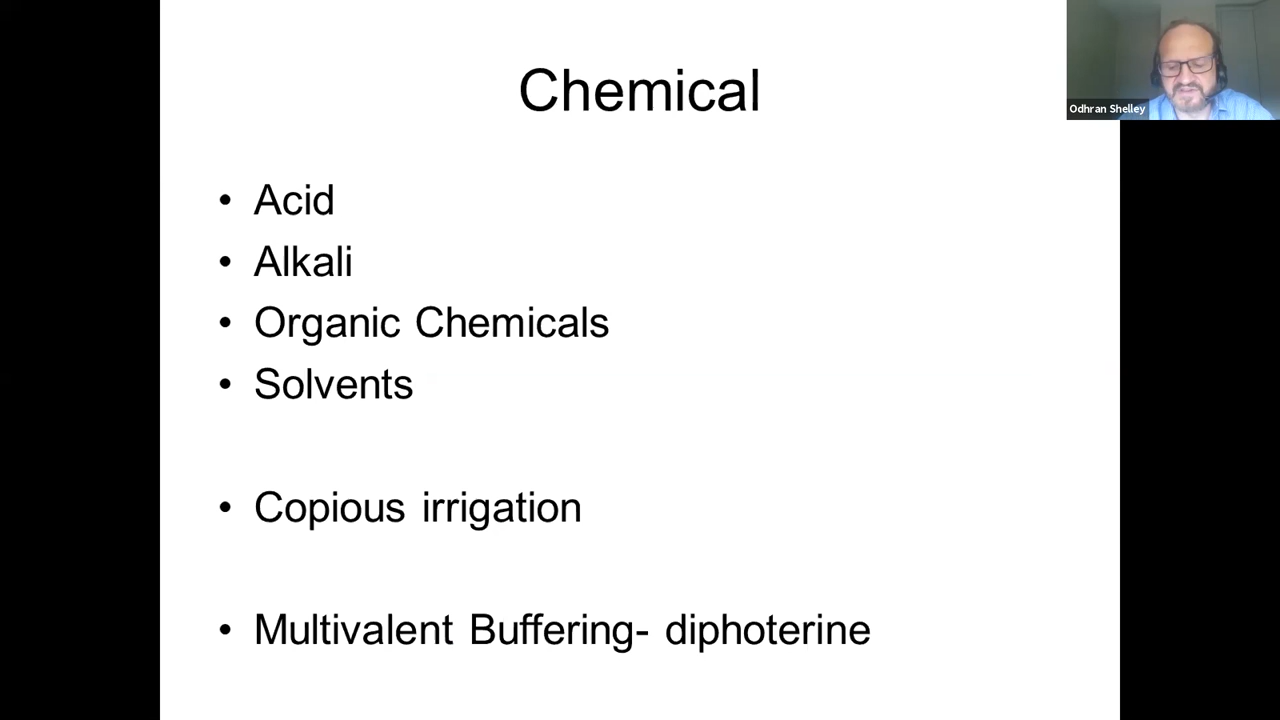 Chemical
Odhran Shelley
• Acid
• Alkali
• Organic Chemicals
• Solvents
• Copious irrigation
• Multivalent Buffering- diphoterine